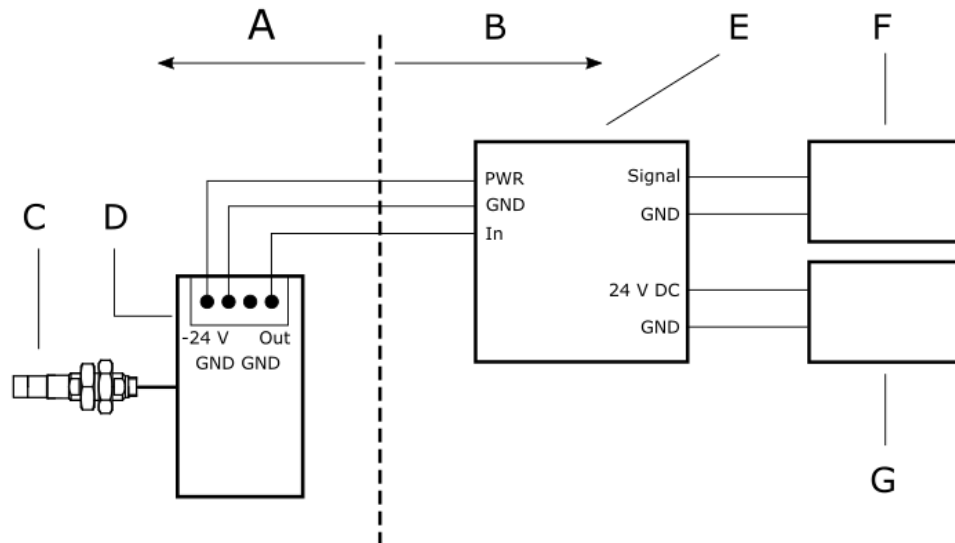 A
B
E
F
C
D
PWR
GND
In
Signal
GND
24 V DC
GND
-24 V
Out
GND GND
G